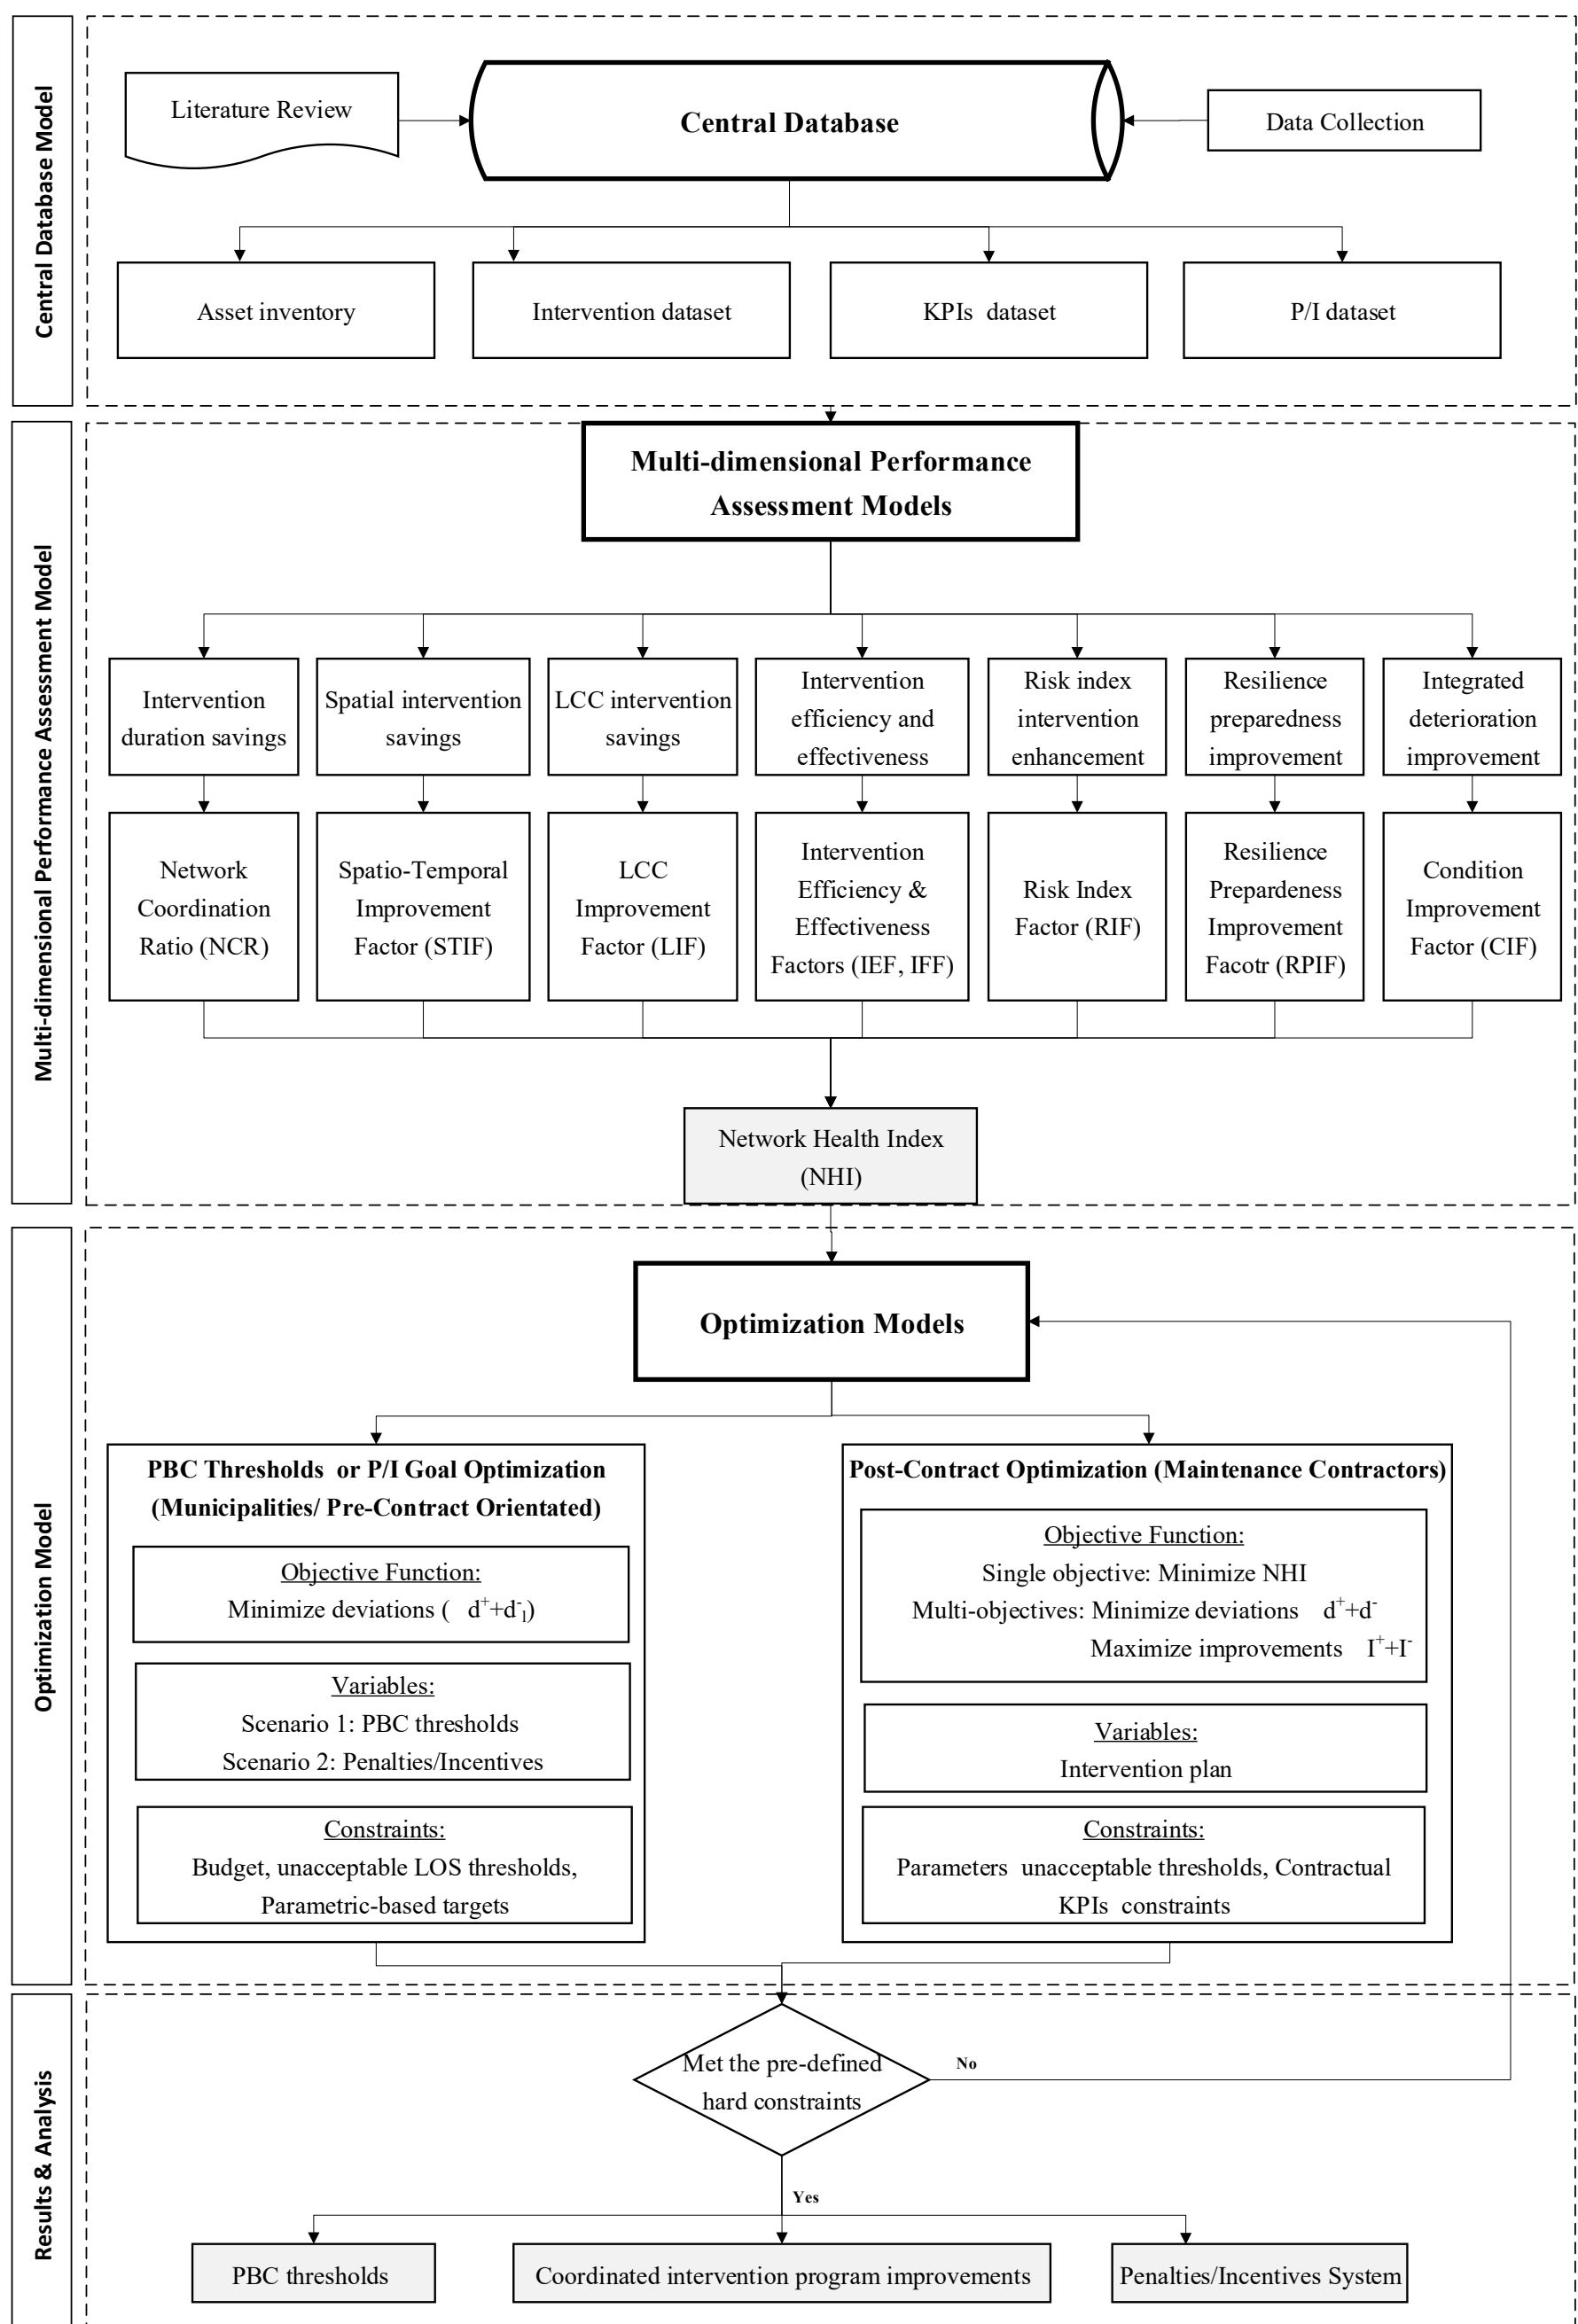 Central Database Model
Literature Review
Central Database
Data Collection
Asset inventory
Intervention dataset
KPIs dataset
P/I dataset
Multi-dimensional Performance Assessment Model
Multi-dimensional Performance
Assessment Models
Intervention
duration savings
Spatial intervention
savings
LCC intervention
savings
Intervention
efficiency and
effectiveness
Risk index
intervention
enhancement
Resilience
preparedness
improvement
Integrated
deterioration
improvement
Network
Coordination
Ratio (NCR)
Spatio-Temporal
Improvement
Factor (STIF)
LCC
Improvement
Factor (LIF)
Intervention
Efficiency &
Effectiveness
Factors (IEF, IFF)
Risk Index
Factor (RIF)
Resilience
Prepardeness
Improvement
Facotr (RPIF)
Condition
Improvement
Factor (CIF)
Network Health Index
(NHI)
Optimization Model
Optimization Models
PBC Thresholds or P/I Goal Optimization
(Municipalities/ Pre-Contract Orientated)
Objective Function:
Minimize deviations ( d⁺+d⁻ₗ)
Variables:
Scenario 1: PBC thresholds
Scenario 2: Penalties/Incentives
Constraints:
Budget, unacceptable LOS thresholds,
Parametric-based targets
Post-Contract Optimization (Maintenance Contractors)
Objective Function:
Single objective: Minimize NHI
Multi-objectives: Minimize deviations d⁺+d⁻
Maximize improvements I⁺+I⁻
Variables:
Intervention plan
Constraints:
Parameters unacceptable thresholds, Contractual
KPIs constraints
Results & Analysis
Met the pre-defined
hard constraints
No
Yes
PBC thresholds
Coordinated intervention program improvements
Penalties/Incentives System